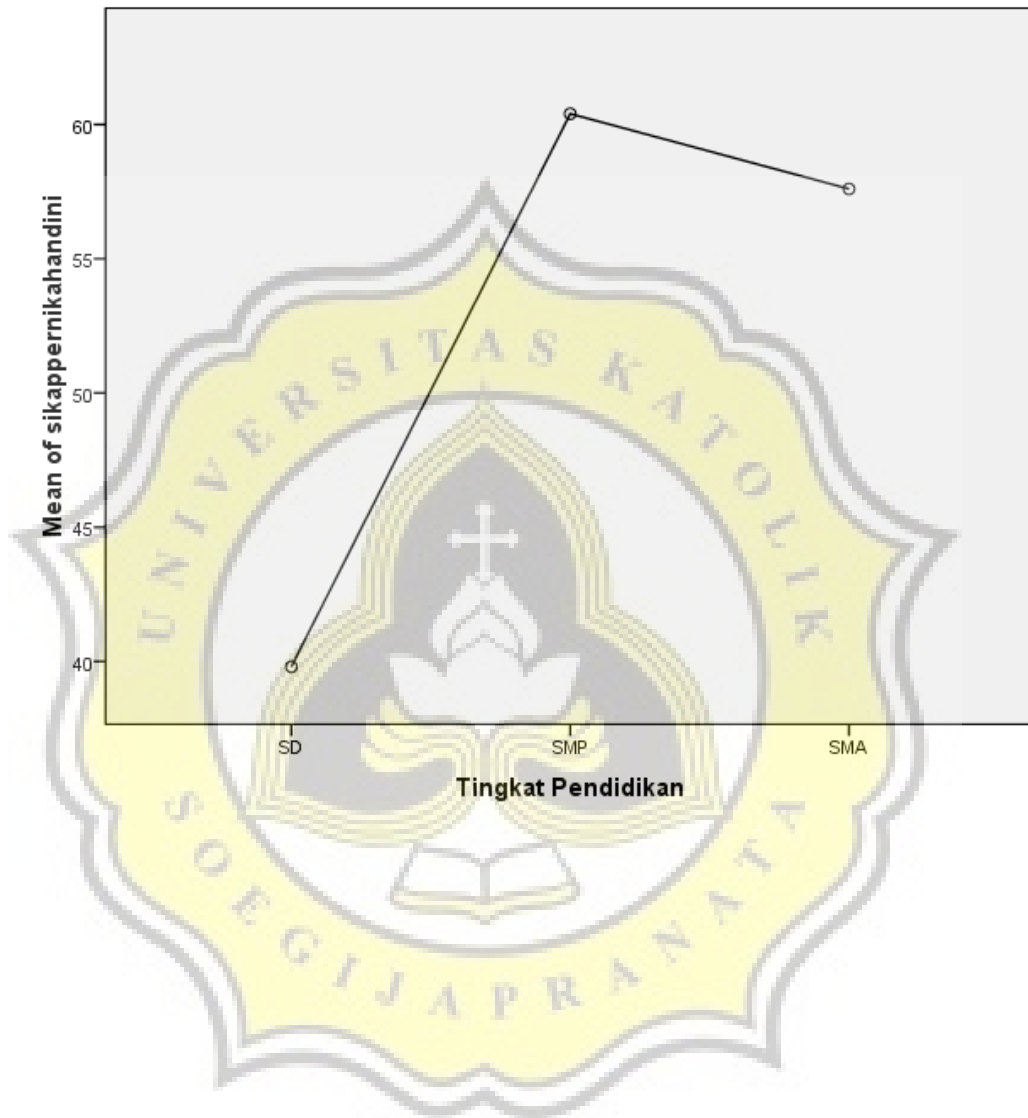 60
55
50
45
40
Mean of sikappernikahandini
SD SMP SMA
Tingkat Pendidikan
UNIVERSITAS KATOLIK
SOEGIJAPRANATA